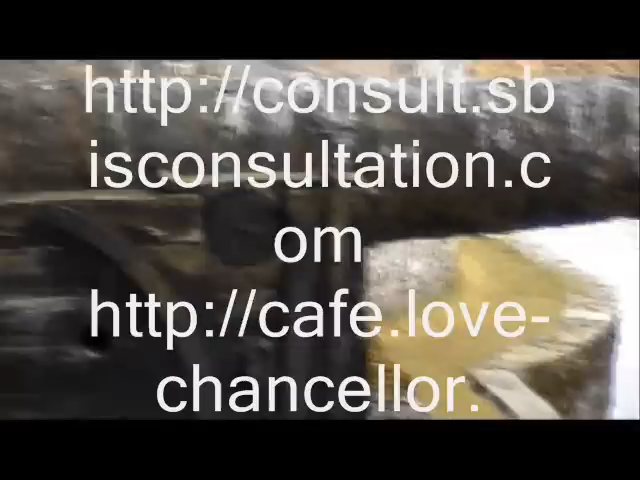 http://consult.sb
isconsultation.c
om
http://cafe.love-
chancellor.